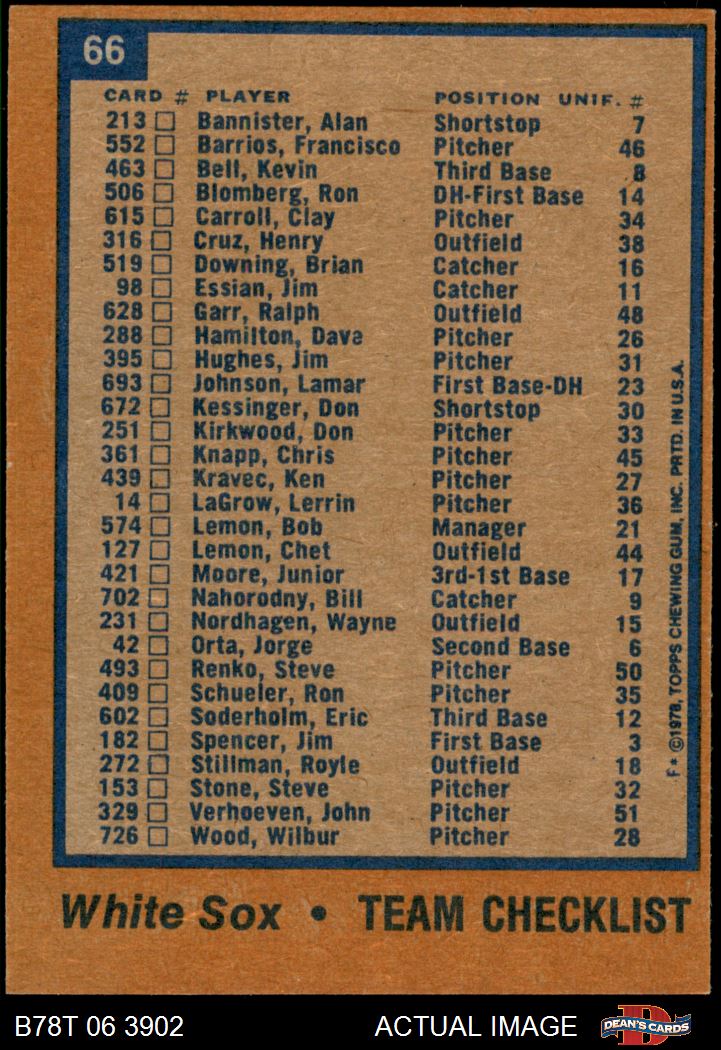 66
CARD # PLAYER POSITION UNIF. #
213 Bannister, Alan Shortstop 7
552 Barrios, Francisco Pitcher 46
463 Bell, Kevin Third Base 8
506 Blomberg, Ron DH-First Base 14
615 Carroll, Clay Pitcher 34
316 Cruz, Henry Outfield 38
519 Downing, Brian Catcher 16
98 Essian, Jim Catcher 11
628 Garr, Ralph Outfield 48
288 Hamilton, Dave Pitcher 26
395 Hughes, Jim Pitcher 31
693 Johnson, Lamar First Base-DH 23
672 Kessinger, Don Shortstop 30
251 Kirkwood, Don Pitcher 33
361 Knapp, Chris Pitcher 45
439 Kravec, Ken Pitcher 27
14 LaGrow, Lerrin Pitcher 36
574 Lemon, Bob Manager 21
127 Lemon, Chet Outfield 44
421 Moore, Junior 3rd-1st Base 17
702 Nahorodny, Bill Catcher 9
231 Nordhagen, Wayne Outfield 15
42 Orta, Jorge Second Base 6
493 Renko, Steve Pitcher 50
409 Schueler, Ron Pitcher 35
602 Soderholm, Eric Third Base 12
182 Spencer, Jim First Base 3
272 Stillman, Royle Outfield 18
153 Stone, Steve Pitcher 32
329 Verhoeven, John Pitcher 51
726 Wood, Wilbur Pitcher 28
F* ©1978, TOPPS CHEWING GUM, INC. PRTD. IN U.S.A.
White Sox • TEAM CHECKLIST
B78T 06 3902 ACTUAL IMAGE
D
DEAN'S CARDS